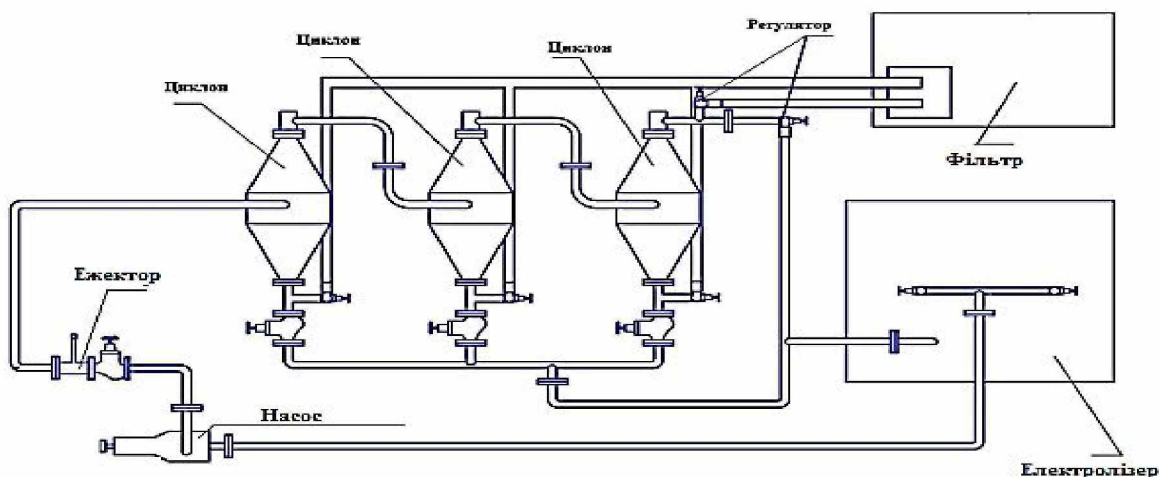 Регулятор
Циклон
Циклон
Циклон
Фільтр
Ежектор
Насос
Електролізер